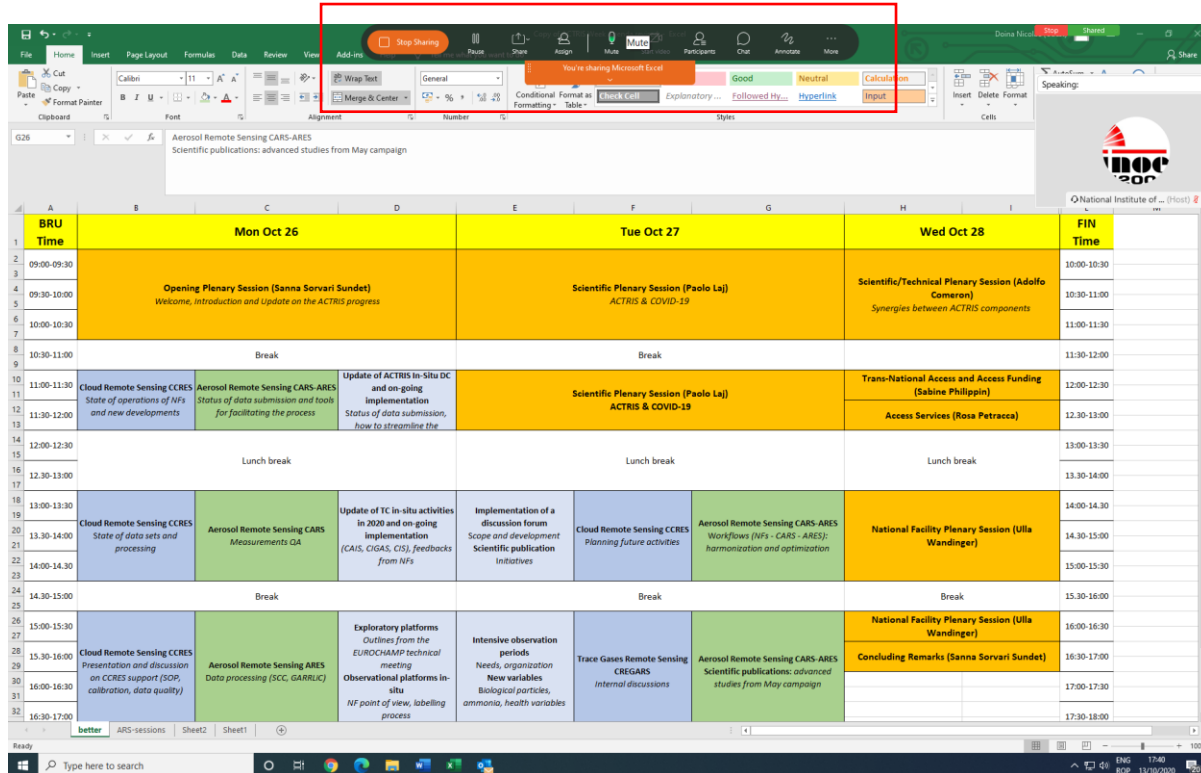 Stop Sharing
Pause
Share
Assign
Mute
Mute
Participants
Chat
Annotate
More
Daina Nicol
Stop
Shared
You're sharing Microsoft Excel
File
Home
Insert
Page Layout
Formulas
Data
Review
View
Add-ins
Share
Paste
Cut
Copy
Format Painter
Clipboard
Calibri
11
B I U
Font
Wrap Text
Merge & Center
Alignment
General
Number
Conditional Formatting
Format as Table
Good
Neutral
Calculation
Check Cell
Explanatory ...
Followed Hy...
Hyperlink
Input
Styles
Insert
Delete
Format
Cells
Speaking:
inoe
2000
National Institute of ... (Host)
G26
fx
Aerosol Remote Sensing CARS-ARES
Scientific publications: advanced studies from May campaign
A B C D E F G H I
BRU Time
Mon Oct 26
Tue Oct 27
Wed Oct 28
FIN Time
09:00-09:30
10:00-10:30
09:30-10:00
10:30-11:00
10:00-10:30
11:00-11:30
Opening Plenary Session (Sanna Sorvari Sundet)
Welcome, introduction and Update on the ACTRIS progress
Scientific Plenary Session (Paolo Laj)
ACTRIS & COVID-19
Scientific/Technical Plenary Session (Adolfo
Comeron)
Synergies between ACTRIS components
10:30-11:00
Break
Break
11:30-12:00
11:00-11:30
11:30-12:00
Cloud Remote Sensing CCRES
State of operations of NFs
and new developments
Aerosol Remote Sensing CARS-ARES
Status of data submission and tools
for facilitating the process
Update of ACTRIS In-Situ DC
and on-going
implementation
Status of data submission,
how to streamline the
Scientific Plenary Session (Paolo Laj)
ACTRIS & COVID-19
Trans-National Access and Access Funding
(Sabine Philippin)
Access Services (Rosa Petracca)
12:00-12:30
12.30-13:00
12:00-12:30
12.30-13:00
Lunch break
Lunch break
Lunch break
13:00-13:30
13.30-14:00
13:00-13:30
13.30-14:00
14:00-14.30
Cloud Remote Sensing CCRES
State of data sets and
processing
Aerosol Remote Sensing CARS
Measurements QA
Update of TC in-situ activities
in 2020 and on-going
implementation
(CAIS, CIGAS, CIS), feedbacks
from NFs
Implementation of a
discussion forum
Scope and development
Scientific publication
Initiatives
Cloud Remote Sensing CCRES
Planning future activities
Aerosol Remote Sensing CARS-ARES
Workflows (NFs - CARS - ARES):
harmonization and optimization
National Facility Plenary Session (Ulla
Wandinger)
14:00-14.30
14.30-15:00
15:00-15:30
14.30-15:00
Break
Break
Break
15.30-16:00
15:00-15:30
15.30-16:00
16:00-16:30
16:30-17:00
Cloud Remote Sensing CCRES
Presentation and discussion
on CCRES support (SOP,
calibration, data quality)
Aerosol Remote Sensing ARES
Data processing (SCC, GARRLiC)
Exploratory platforms
Outlines from the
EUROCHAMP technical
meeting
Observational platforms in-
situ
NF point of view, labelling
process
Intensive observation
periods
Needs, organization
New variables
Biological particles,
ammonia, health variables
Trace Gases Remote Sensing
CREGARS
Internal discussions
Aerosol Remote Sensing CARS-ARES
Scientific publications: advanced
studies from May campaign
National Facility Plenary Session (Ulla
Wandinger)
Concluding Remarks (Sanna Sorvari Sundet)
16:00-16:30
16:30-17:00
17:00-17:30
17:30-18:00
better
ARS-sessions
Sheet2
Sheet1
Ready
100
Type here to search
ENG
ROP
17:40
13/10/2020